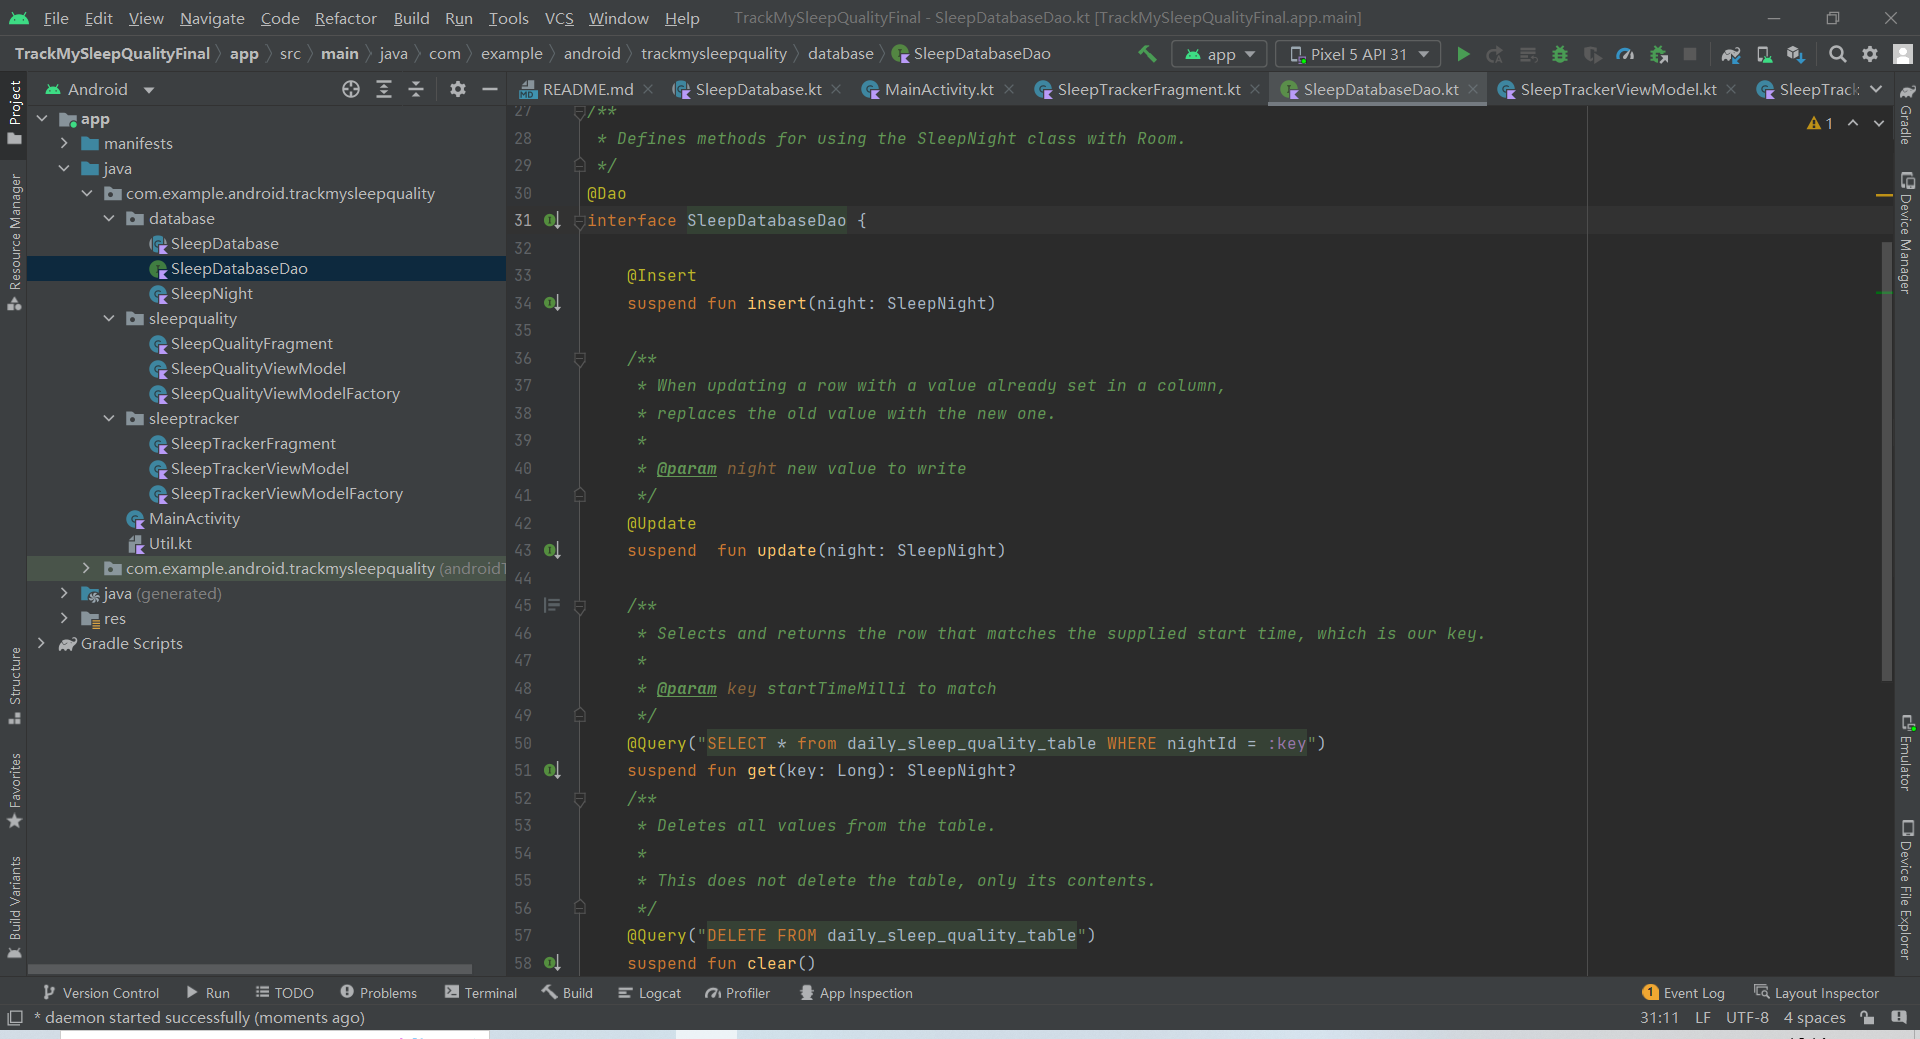 File Edit View Navigate Code Refactor Build Run Tools VCS Window Help TrackMySleepQualityFinal - SleepDatabaseDao.kt [TrackMySleepQualityFinal.app.main]
TrackMySleepQualityFinal app src main java com example android trackmysleepquality database SleepDatabaseDao app Pixel 5 API 31
Android README.md SleepDatabase.kt MainActivity.kt SleepTrackerFragment.kt SleepDatabaseDao.kt SleepTrackerViewModel.kt SleepTrack
Project
Resource Manager
Structure
Favorites
Build Variants
app
manifests
java
com.example.android.trackmysleepquality
database
SleepDatabase
SleepDatabaseDao
SleepNight
sleepquality
SleepQualityFragment
SleepQualityViewModel
SleepQualityViewModelFactory
sleeptracker
SleepTrackerFragment
SleepTrackerViewModel
SleepTrackerViewModelFactory
MainActivity
Util.kt
com.example.android.trackmysleepquality (androidT
java (generated)
res
Gradle Scripts
27 /**
28 * Defines methods for using the SleepNight class with Room.
29 */
30 @Dao
31 interface SleepDatabaseDao {
32
33 @Insert
34 suspend fun insert(night: SleepNight)
35
36 /**
37 * When updating a row with a value already set in a column,
38 * replaces the old value with the new one.
39 *
40 * @param night new value to write
41 */
42 @Update
43 suspend  fun update(night: SleepNight)
44
45 /**
46 * Selects and returns the row that matches the supplied start time, which is our key.
47 *
48 * @param key startTimeMilli to match
49 */
50 @Query("SELECT * from daily_sleep_quality_table WHERE nightId = :key")
51 suspend fun get(key: Long): SleepNight?
52 /**
53 * Deletes all values from the table.
54 *
55 * This does not delete the table, only its contents.
56 */
57 @Query("DELETE FROM daily_sleep_quality_table")
58 suspend fun clear()
1
Gradle
Device Manager
Emulator
Device File Explorer
Version Control Run TODO Problems Terminal Build Logcat Profiler App Inspection 1 Event Log Layout Inspector
* daemon started successfully (moments ago) 31:11 LF UTF-8 4 spaces